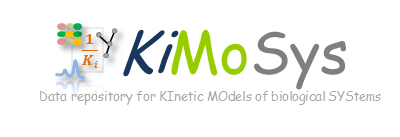 1
Ki
KiMoSys
Data repository for KInetic MOdels of biological SYStems